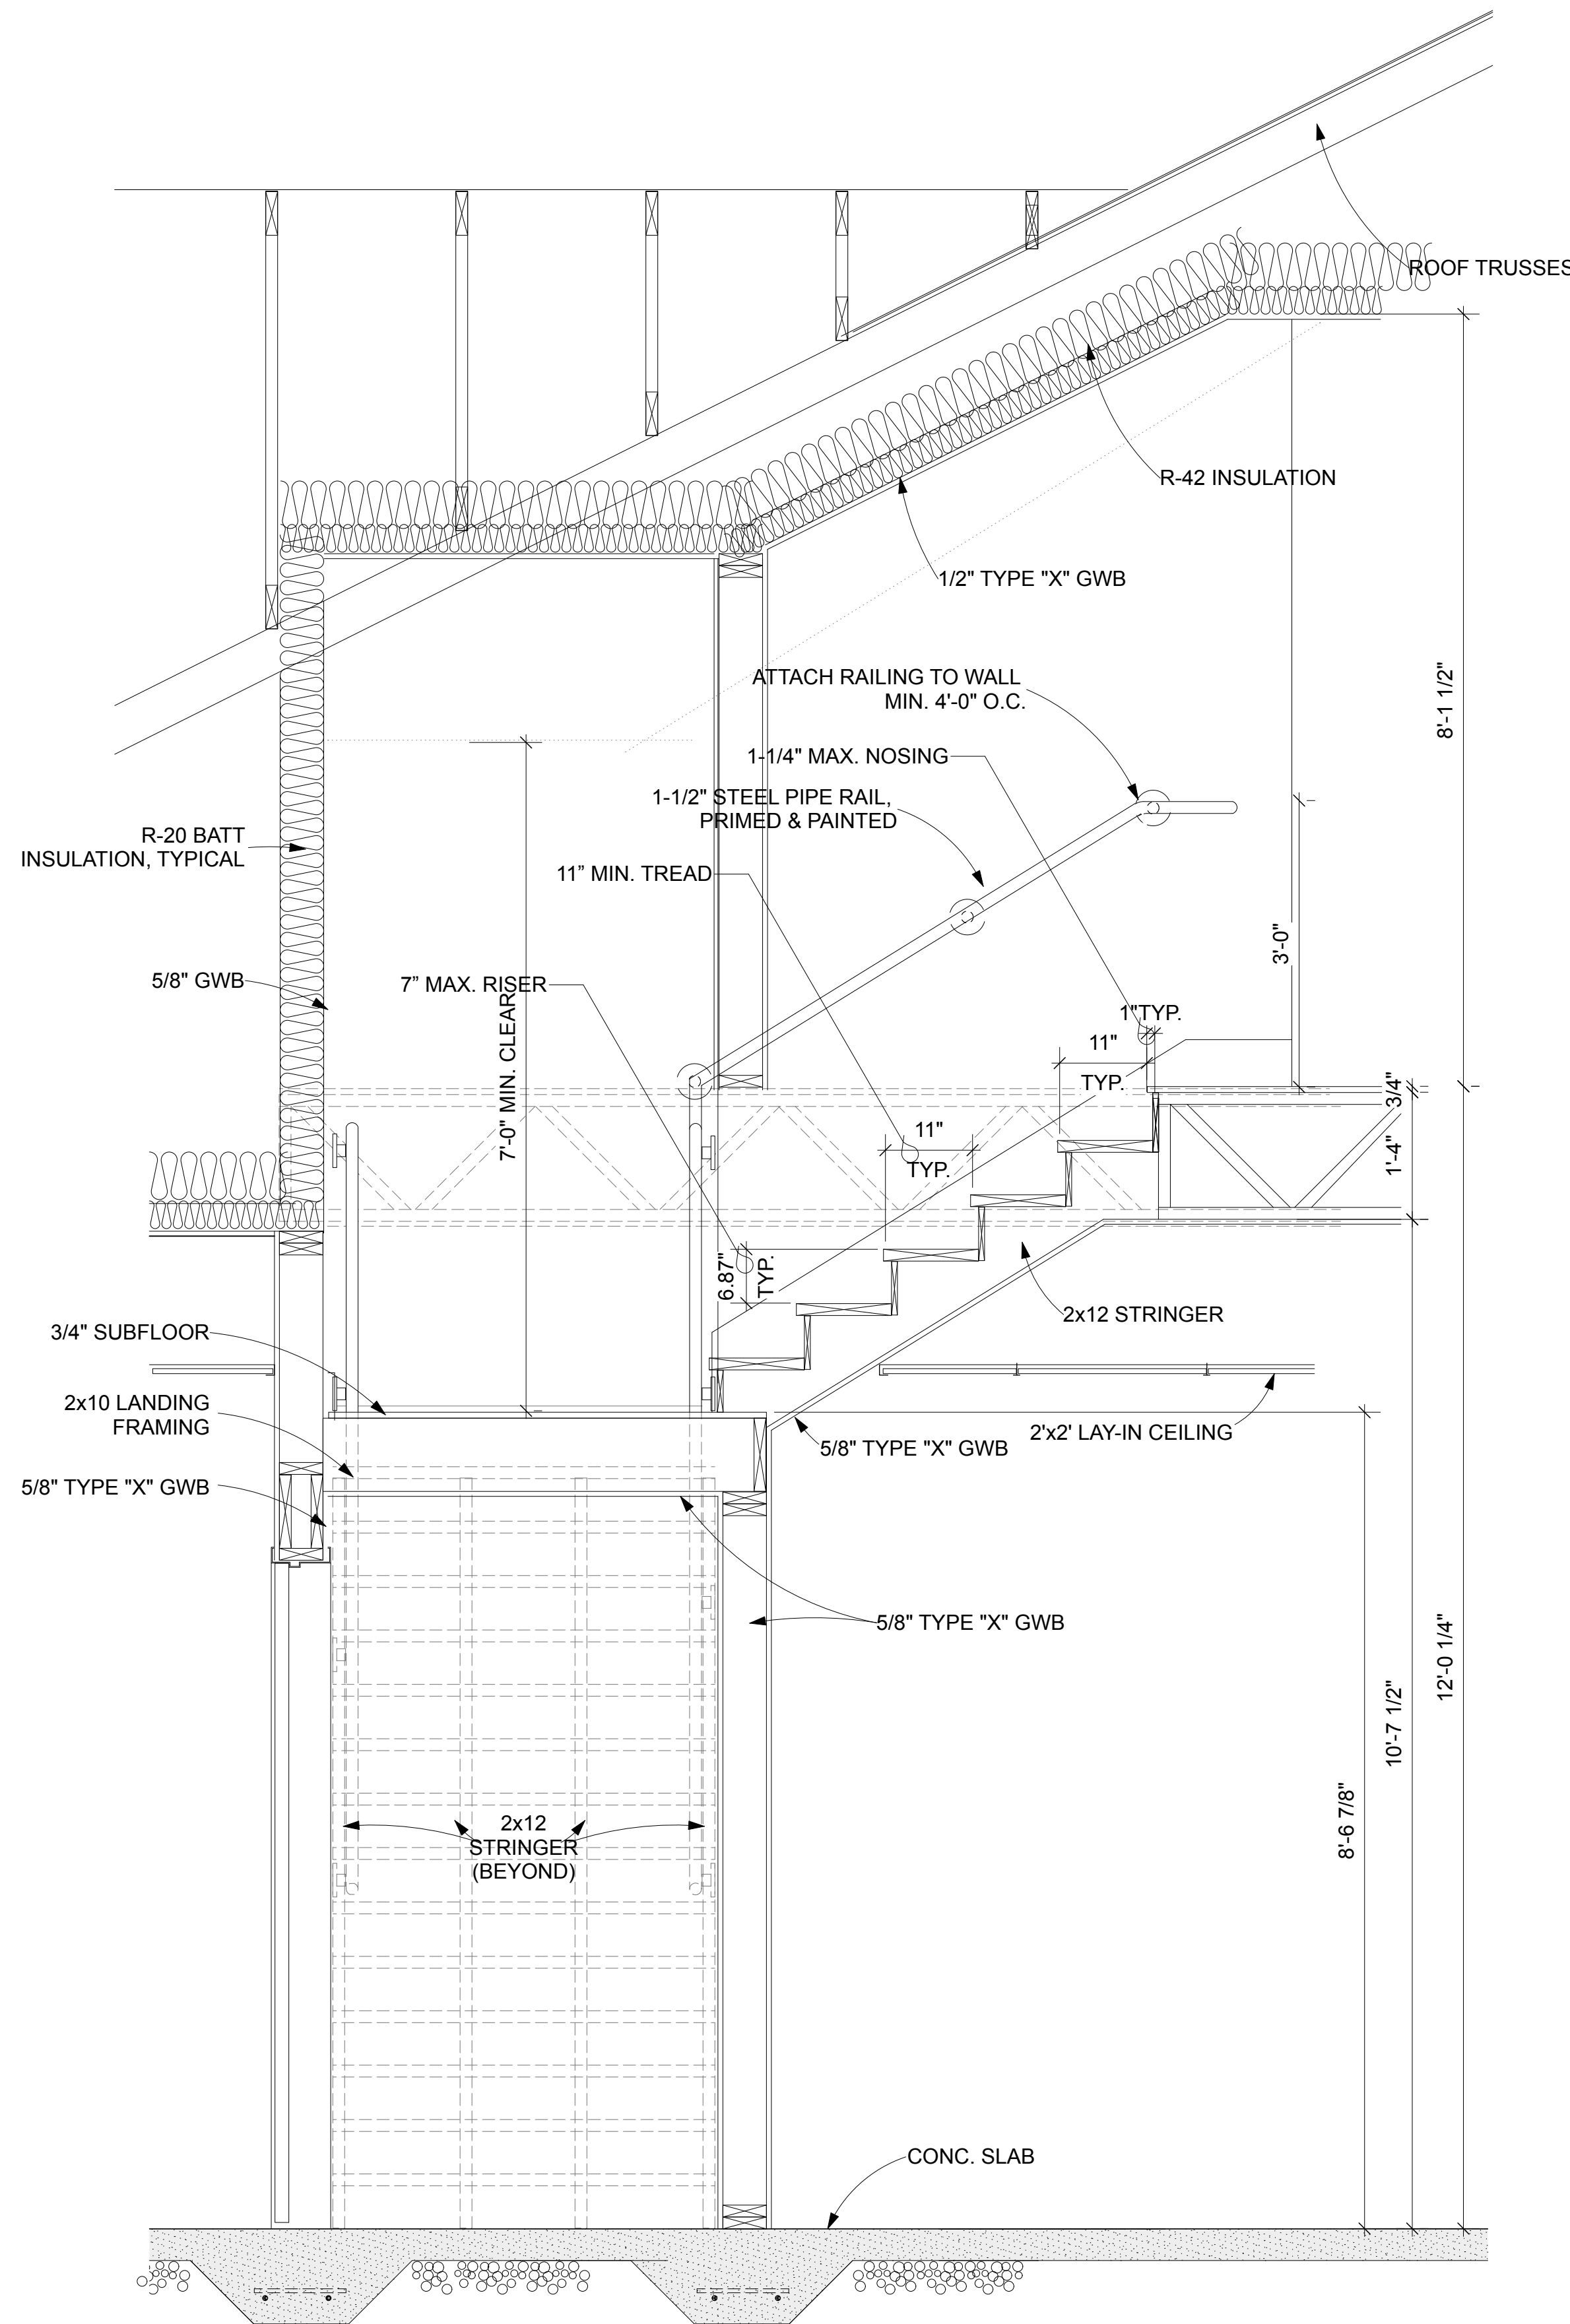 ROOF TRUSSES
R-42 INSULATION
1/2" TYPE "X" GWB
ATTACH RAILING TO WALL
MIN. 4'-0" O.C.
8'-1 1/2"
1-1/4" MAX. NOSING
1-1/2" STEEL PIPE RAIL,
PRIMED & PAINTED
R-20 BATT
INSULATION, TYPICAL
11” MIN. TREAD
3'-0"
5/8" GWB
7” MAX. RISER
7'-0" MIN. CLEAR
1"TYP.
11"
TYP.
3/4"
11"
TYP.
1'-4"
6.87"
TYP.
2x12 STRINGER
3/4" SUBFLOOR
2x10 LANDING
FRAMING
2'x2' LAY-IN CEILING
5/8" TYPE "X" GWB
5/8" TYPE "X" GWB
5/8" TYPE "X" GWB
12'-0 1/4"
10'-7 1/2"
8'-6 7/8"
2x12
STRINGER
(BEYOND)
CONC. SLAB